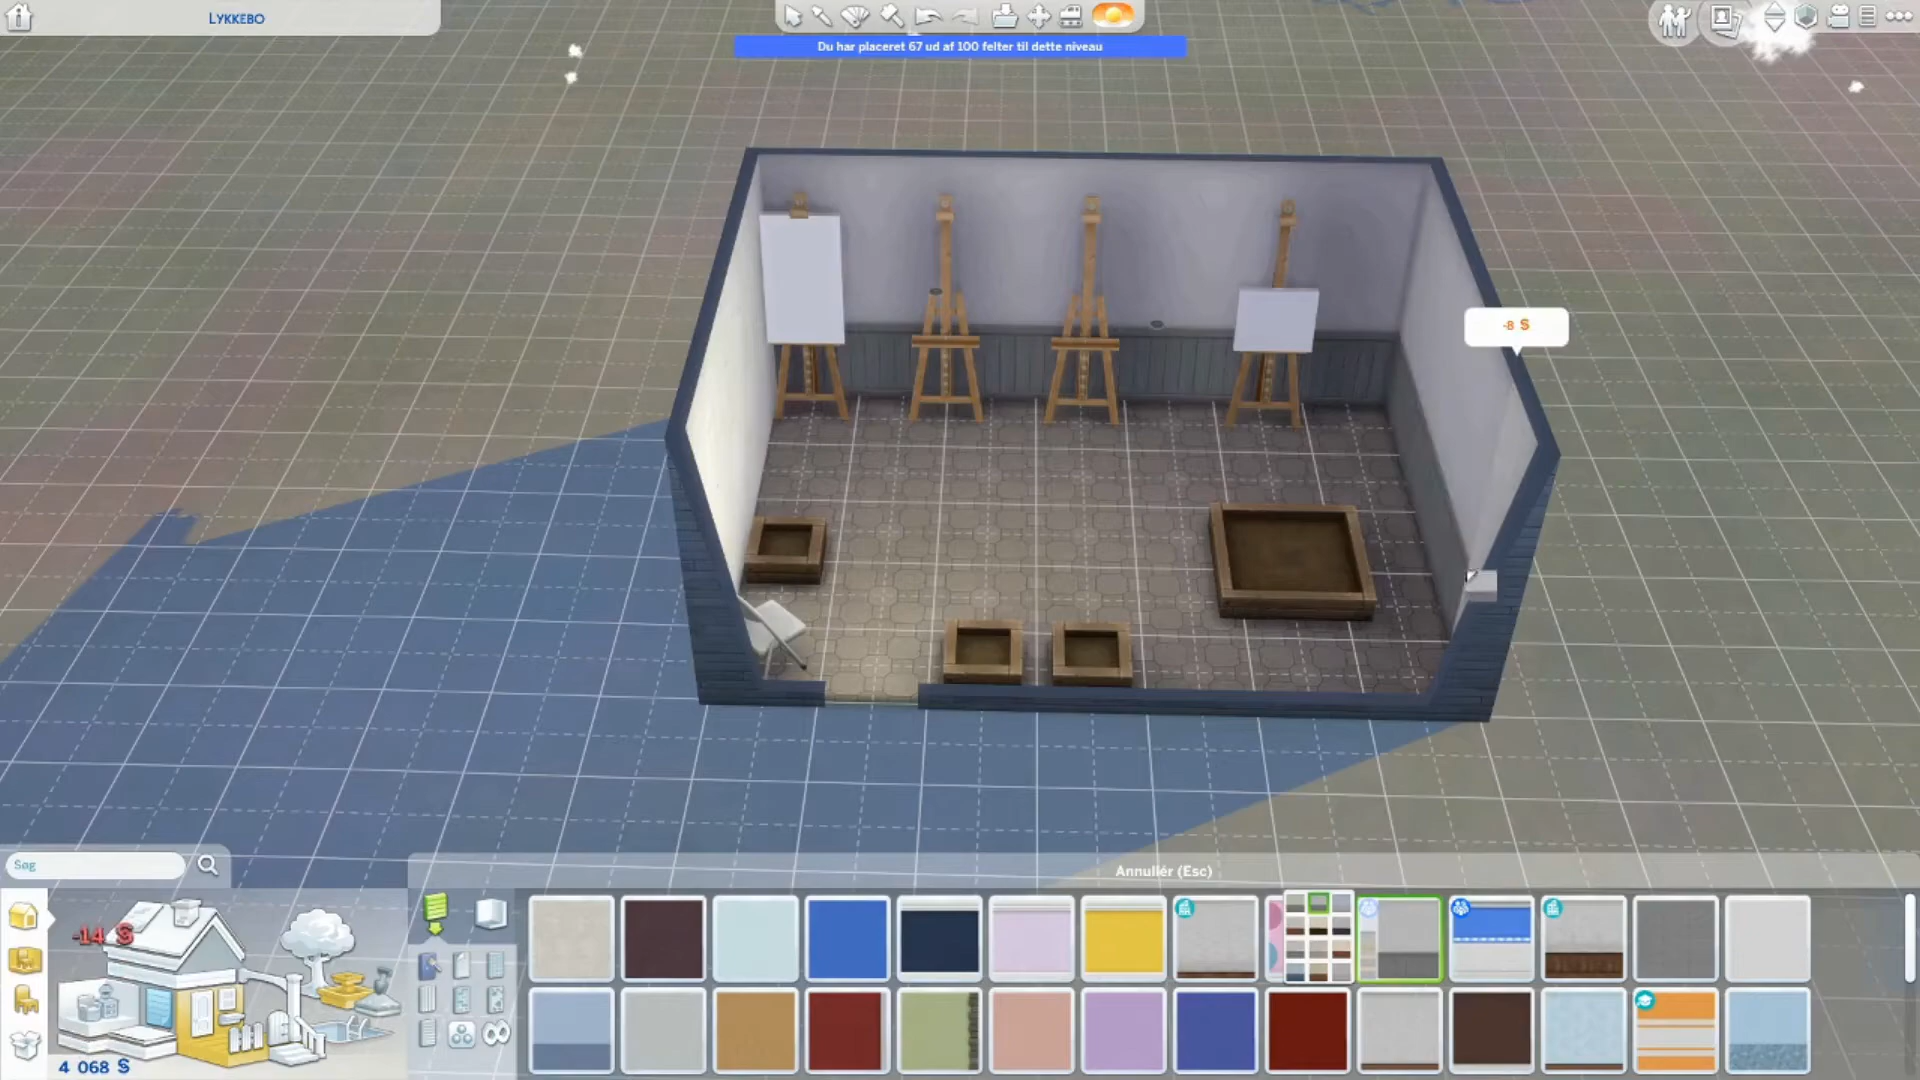 LYKKEBO
Du har placeret 67 ud af 100 felter til dette niveau
-8 S
Søg
Annullér (Esc)
-14 S
4 068 S